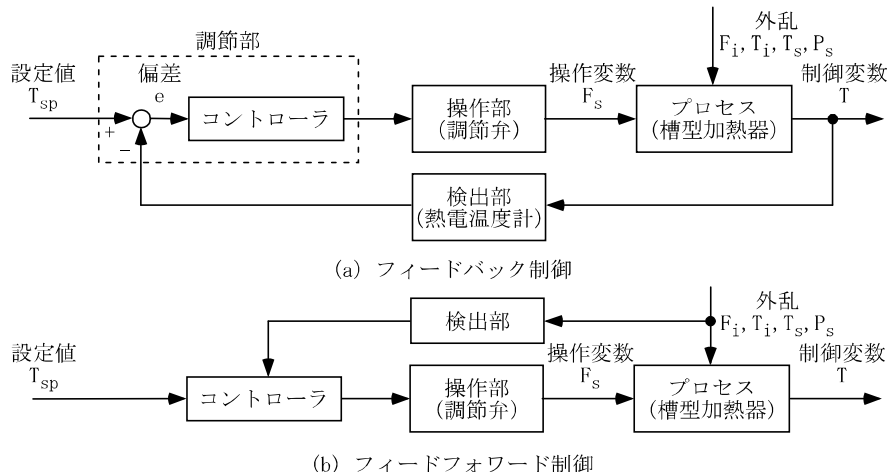 外乱
F_i, T_i, T_s, P_s
調節部
設定値
T_sp
偏差
e
操作変数
F_s
制御変数
T
コントローラ
操作部
(調節弁)
プロセス
(槽型加熱器)
+
−
検出部
(熱電温度計)
(a) フィードバック制御
検出部
外乱
F_i, T_i, T_s, P_s
設定値
T_sp
操作変数
F_s
制御変数
T
コントローラ
操作部
(調節弁)
プロセス
(槽型加熱器)
(b) フィードフォワード制御